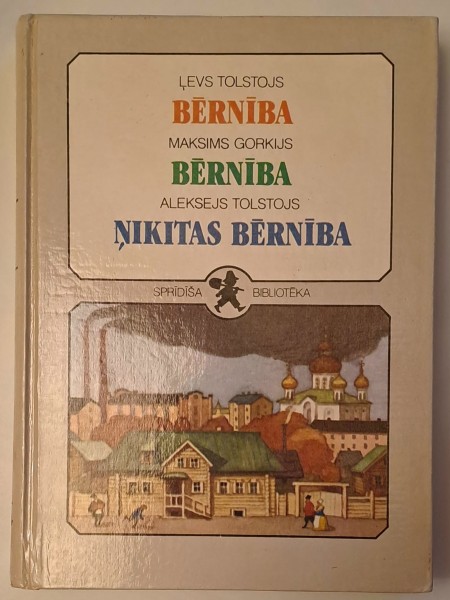 ĻEVS TOLSTOJS
BĒRNĪBA
MAKSIMS GORKIJS
BĒRNĪBA
ALEKSEJS TOLSTOJS
ŅIKITAS BĒRNĪBA
SPRĪDĪŠA BIBLIOTĒKA